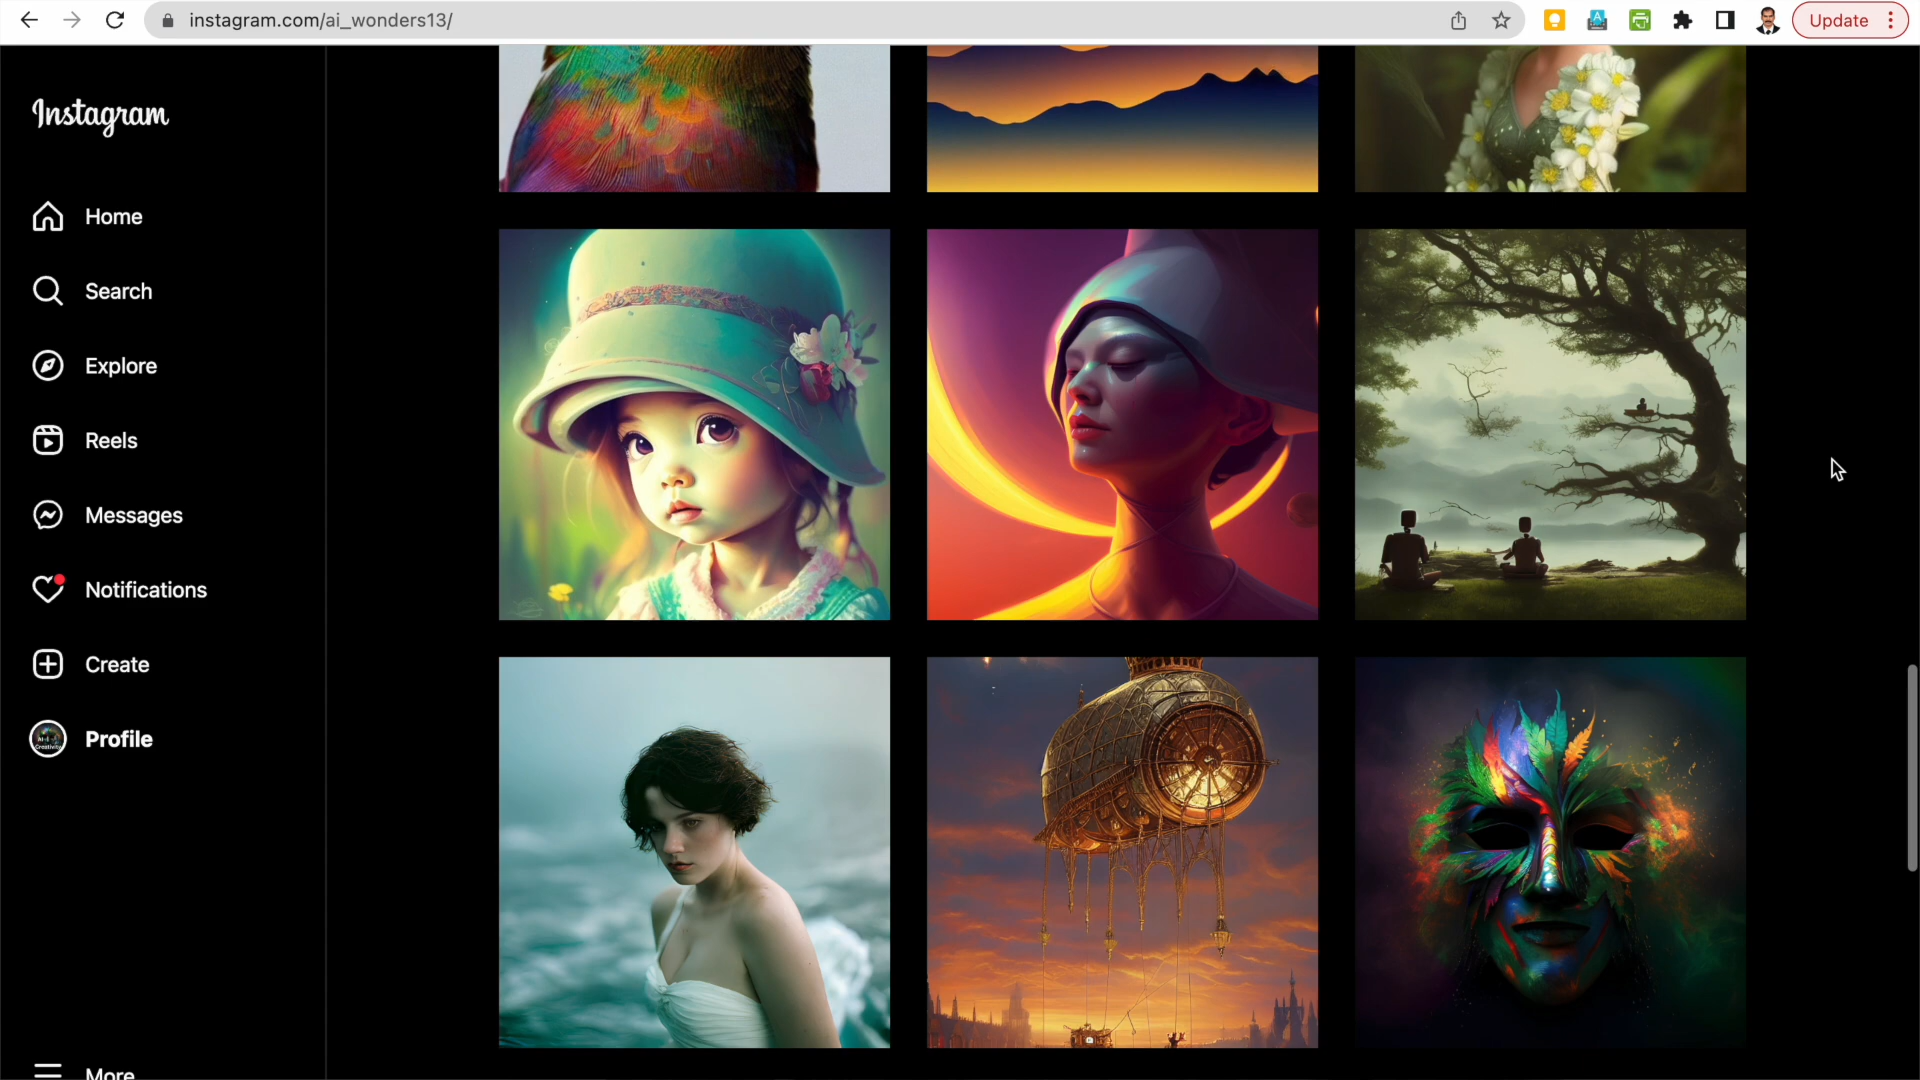 instagram.com/ai_wonders13/
Update
Instagram
Home
Search
Explore
Reels
Messages
Notifications
Create
Profile
More